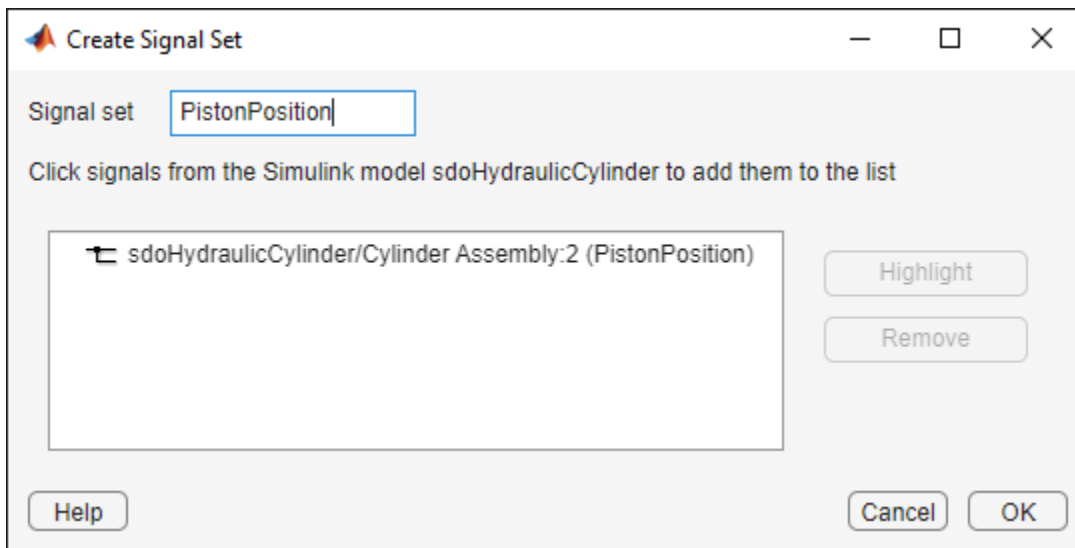 Create Signal Set
Signal set PistonPosition
Click signals from the Simulink model sdoHydraulicCylinder to add them to the list
sdoHydraulicCylinder/Cylinder Assembly:2 (PistonPosition)
Highlight
Remove
Help Cancel OK